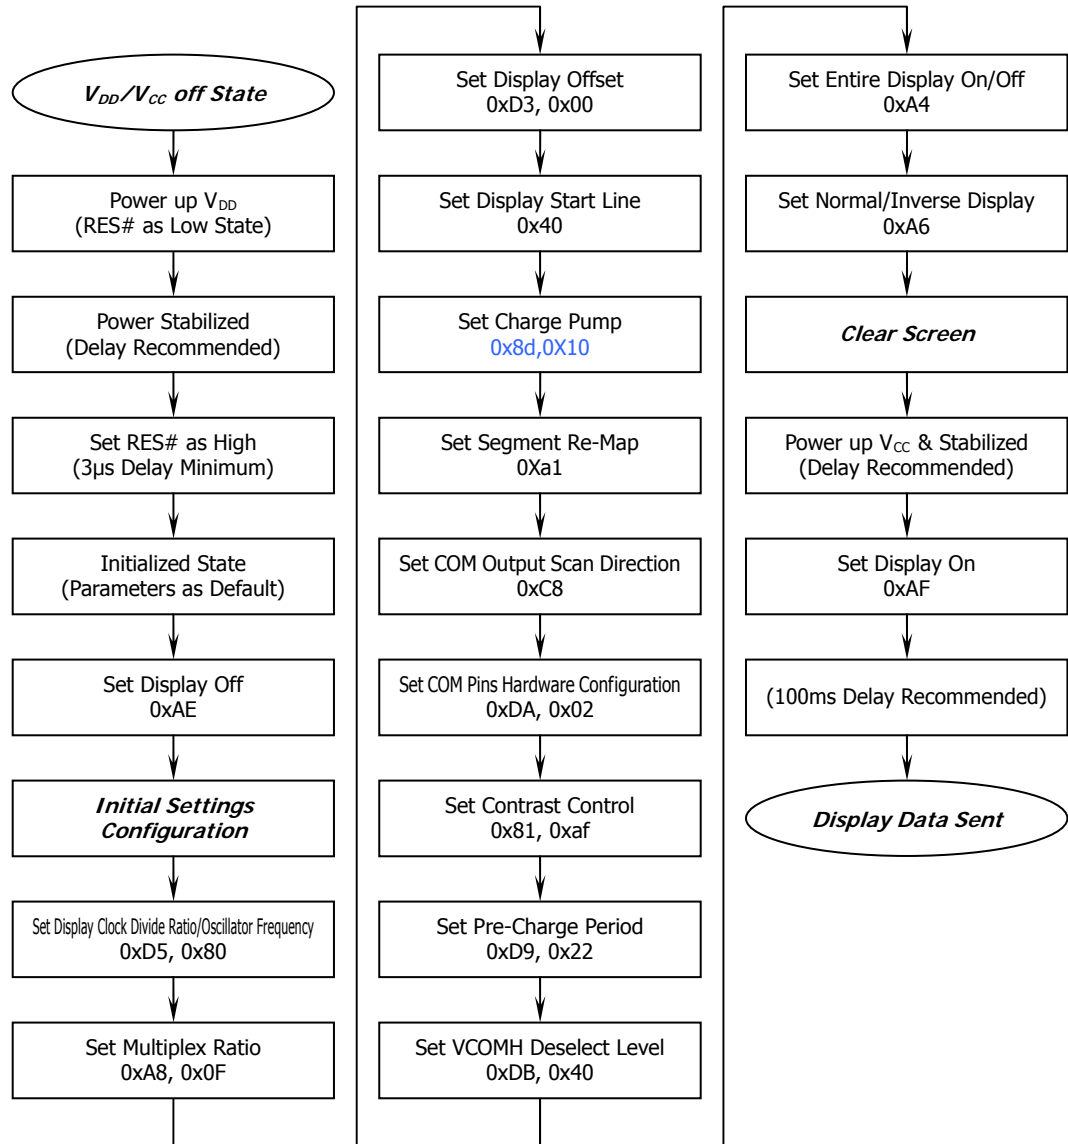 V_DD/V_CC off State
Power up V_DD
(RES# as Low State)
Power Stabilized
(Delay Recommended)
Set RES# as High
(3μs Delay Minimum)
Initialized State
(Parameters as Default)
Set Display Off
0xAE
Initial Settings
Configuration
Set Display Clock Divide Ratio/Oscillator Frequency
0xD5, 0x80
Set Multiplex Ratio
0xA8, 0x0F
Set Display Offset
0xD3, 0x00
Set Display Start Line
0x40
Set Charge Pump
0x8d,0X10
Set Segment Re-Map
0Xa1
Set COM Output Scan Direction
0xC8
Set COM Pins Hardware Configuration
0xDA, 0x02
Set Contrast Control
0x81, 0xaf
Set Pre-Charge Period
0xD9, 0x22
Set VCOMH Deselect Level
0xDB, 0x40
Set Entire Display On/Off
0xA4
Set Normal/Inverse Display
0xA6
Clear Screen
Power up V_CC & Stabilized
(Delay Recommended)
Set Display On
0xAF
(100ms Delay Recommended)
Display Data Sent